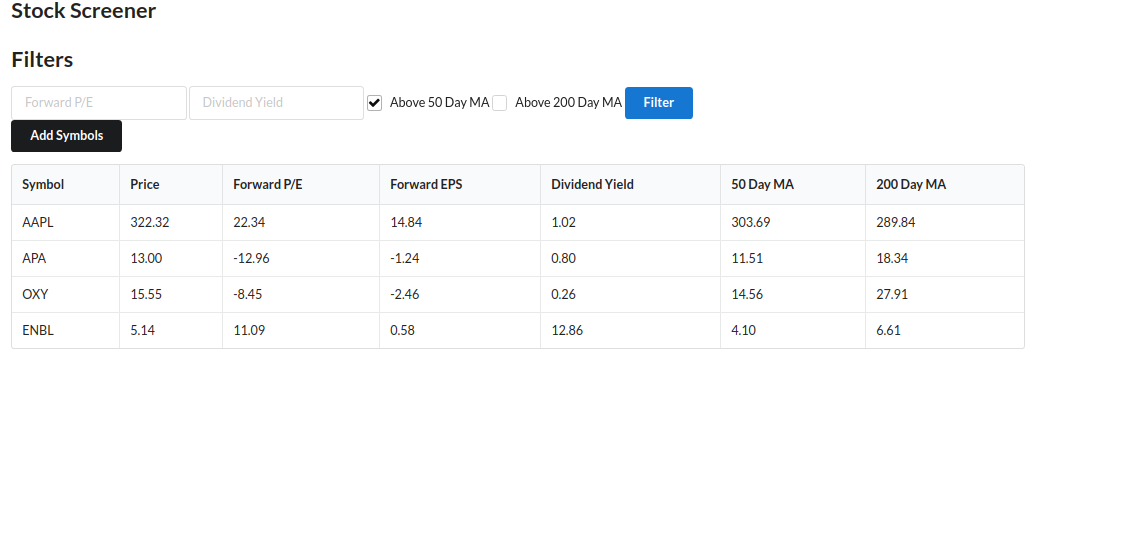 Stock Screener
Filters
Forward P/E Dividend Yield Above 50 Day MA Above 200 Day MA Filter
Add Symbols
Symbol Price Forward P/E Forward EPS Dividend Yield 50 Day MA 200 Day MA
AAPL 322.32 22.34 14.84 1.02 303.69 289.84
APA 13.00 -12.96 -1.24 0.80 11.51 18.34
OXY 15.55 -8.45 -2.46 0.26 14.56 27.91
ENBL 5.14 11.09 0.58 12.86 4.10 6.61